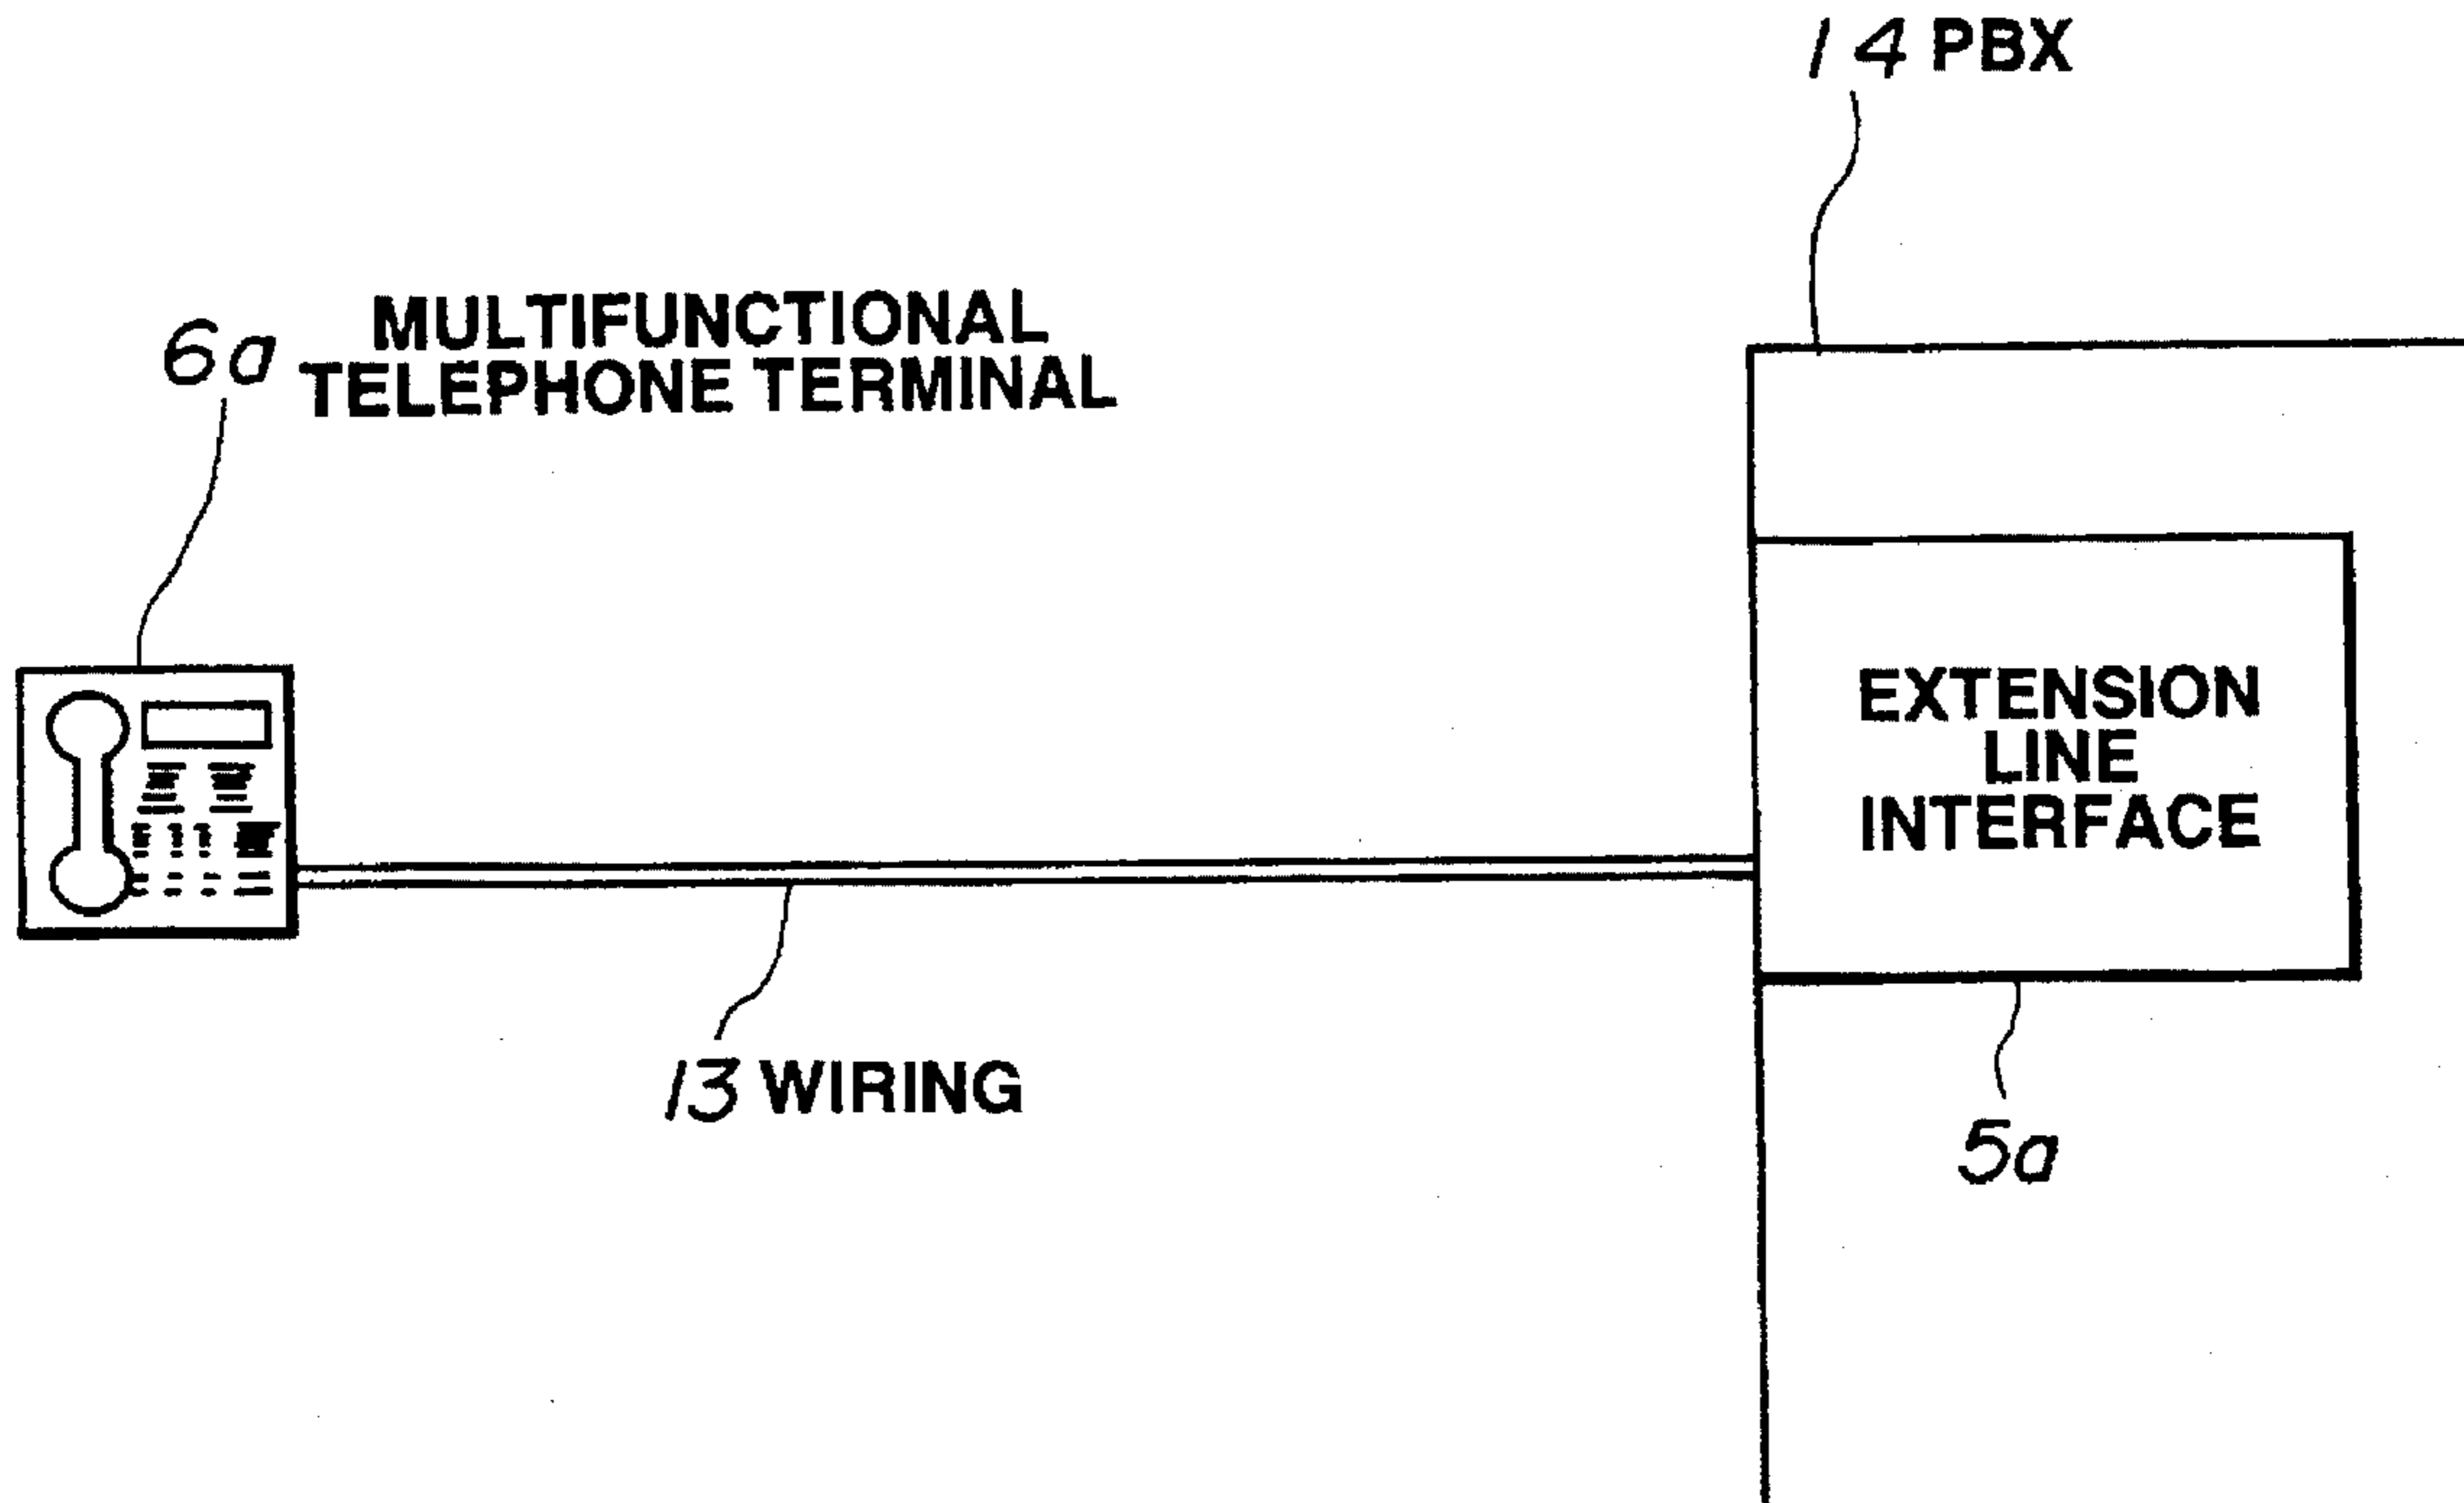 14 PBX
6a MULTIFUNCTIONAL
TELEPHONE TERMINAL
EXTENSION
LINE
INTERFACE
13 WIRING
5a